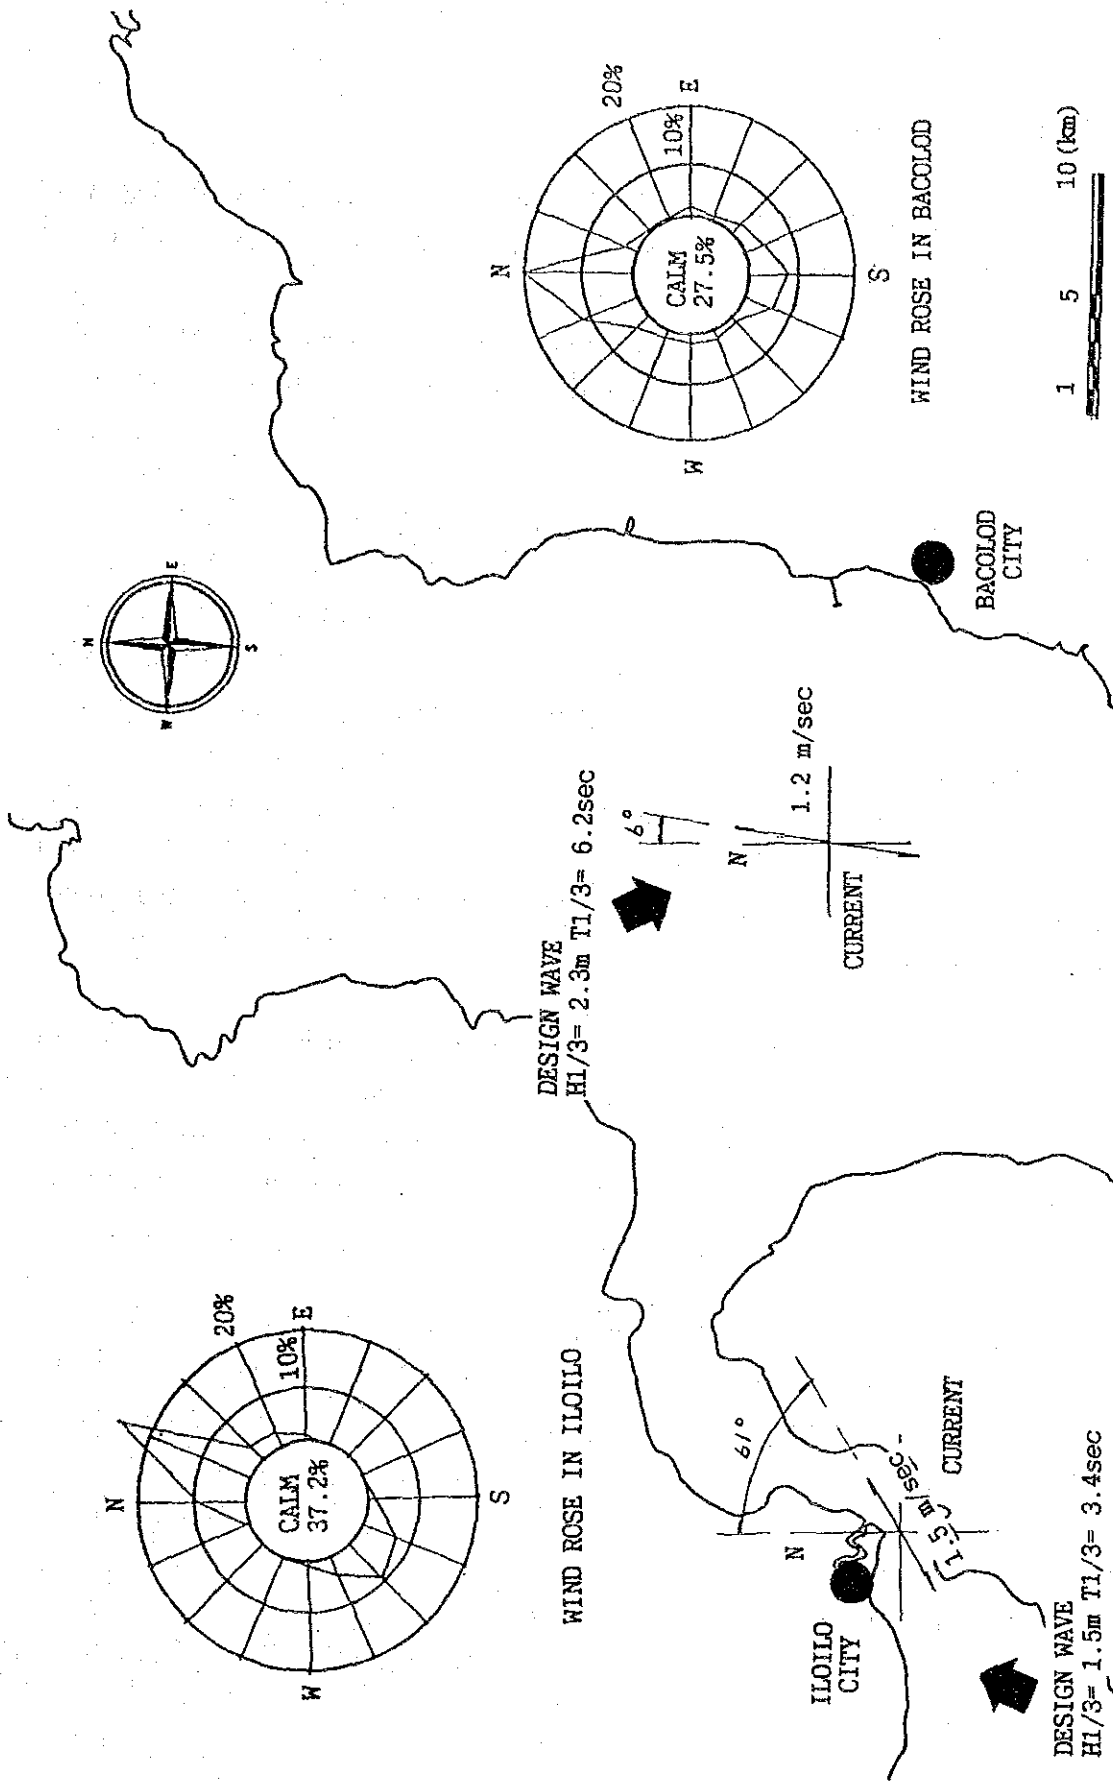 N
W
E
S
N
20%
10%
E
CALM
37.2%
W
S
WIND ROSE IN ILOILO
N
20%
10%
E
CALM
27.5%
W
S
WIND ROSE IN BACOLOD
DESIGN WAVE
H1/3= 2.3m T1/3= 6.2sec
6°
N
1.2 m/sec
CURRENT
BACOLOD
CITY
1 5 10(km)
61°
N
ILOILO
CITY
1.5 m/sec
CURRENT
DESIGN WAVE
H1/3= 1.5m T1/3= 3.4sec